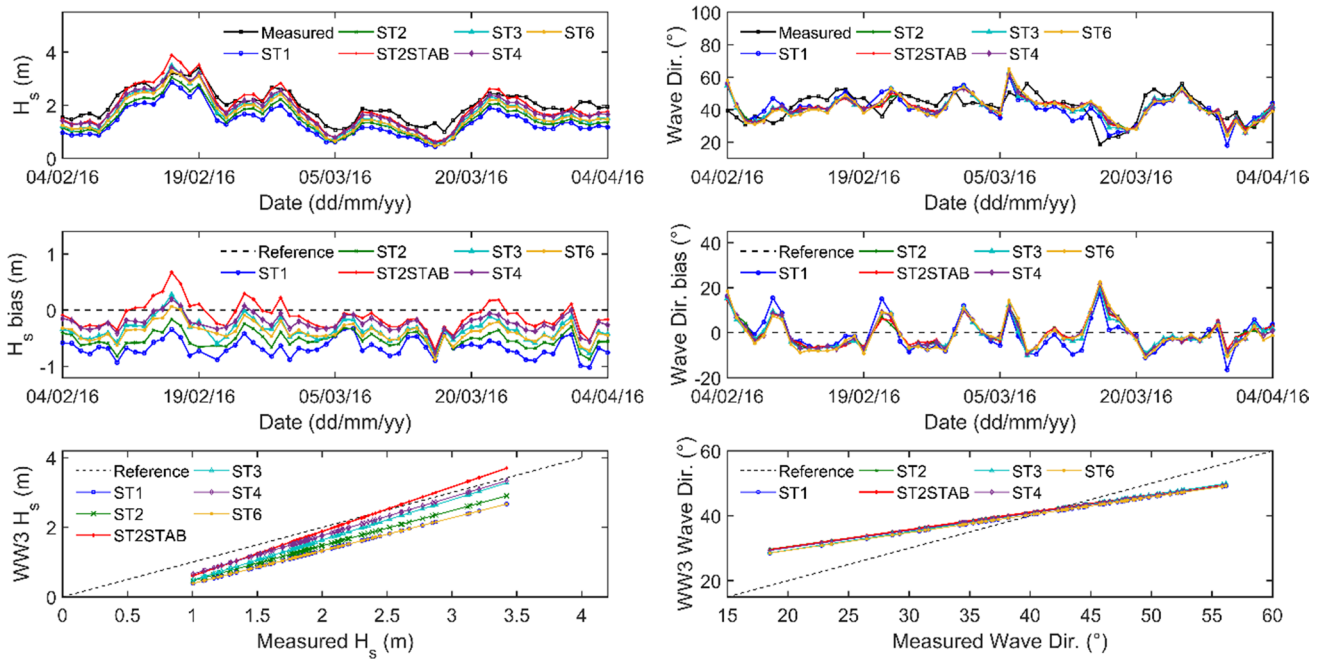 Measured ST2 ST3 ST6
ST1 ST2STAB ST4
H_s (m)
4
2
0
04/02/16 19/02/16 05/03/16 20/03/16 04/04/16
Date (dd/mm/yy)
Measured ST2 ST3 ST6
ST1 ST2STAB ST4
Wave Dir. (°)
100
80
60
40
20
04/02/16 19/02/16 05/03/16 20/03/16 04/04/16
Date (dd/mm/yy)
Reference ST2 ST3 ST6
ST1 ST2STAB ST4
H_s bias (m)
1
0
-1
04/02/16 19/02/16 05/03/16 20/03/16 04/04/16
Date (dd/mm/yy)
Reference ST2 ST3 ST6
ST1 ST2STAB ST4
Wave Dir. bias (°)
40
20
0
-20
04/02/16 19/02/16 05/03/16 20/03/16 04/04/16
Date (dd/mm/yy)
Reference ST3
ST1 ST4
ST2 ST6
ST2STAB
WW3 H_s (m)
4
2
0
0 0.5 1 1.5 2 2.5 3 3.5 4
Measured H_s (m)
Reference ST2 ST3 ST6
ST1 ST2STAB ST4
WW3 Wave Dir. (°)
60
40
20
15 20 25 30 35 40 45 50 55 60
Measured Wave Dir. (°)